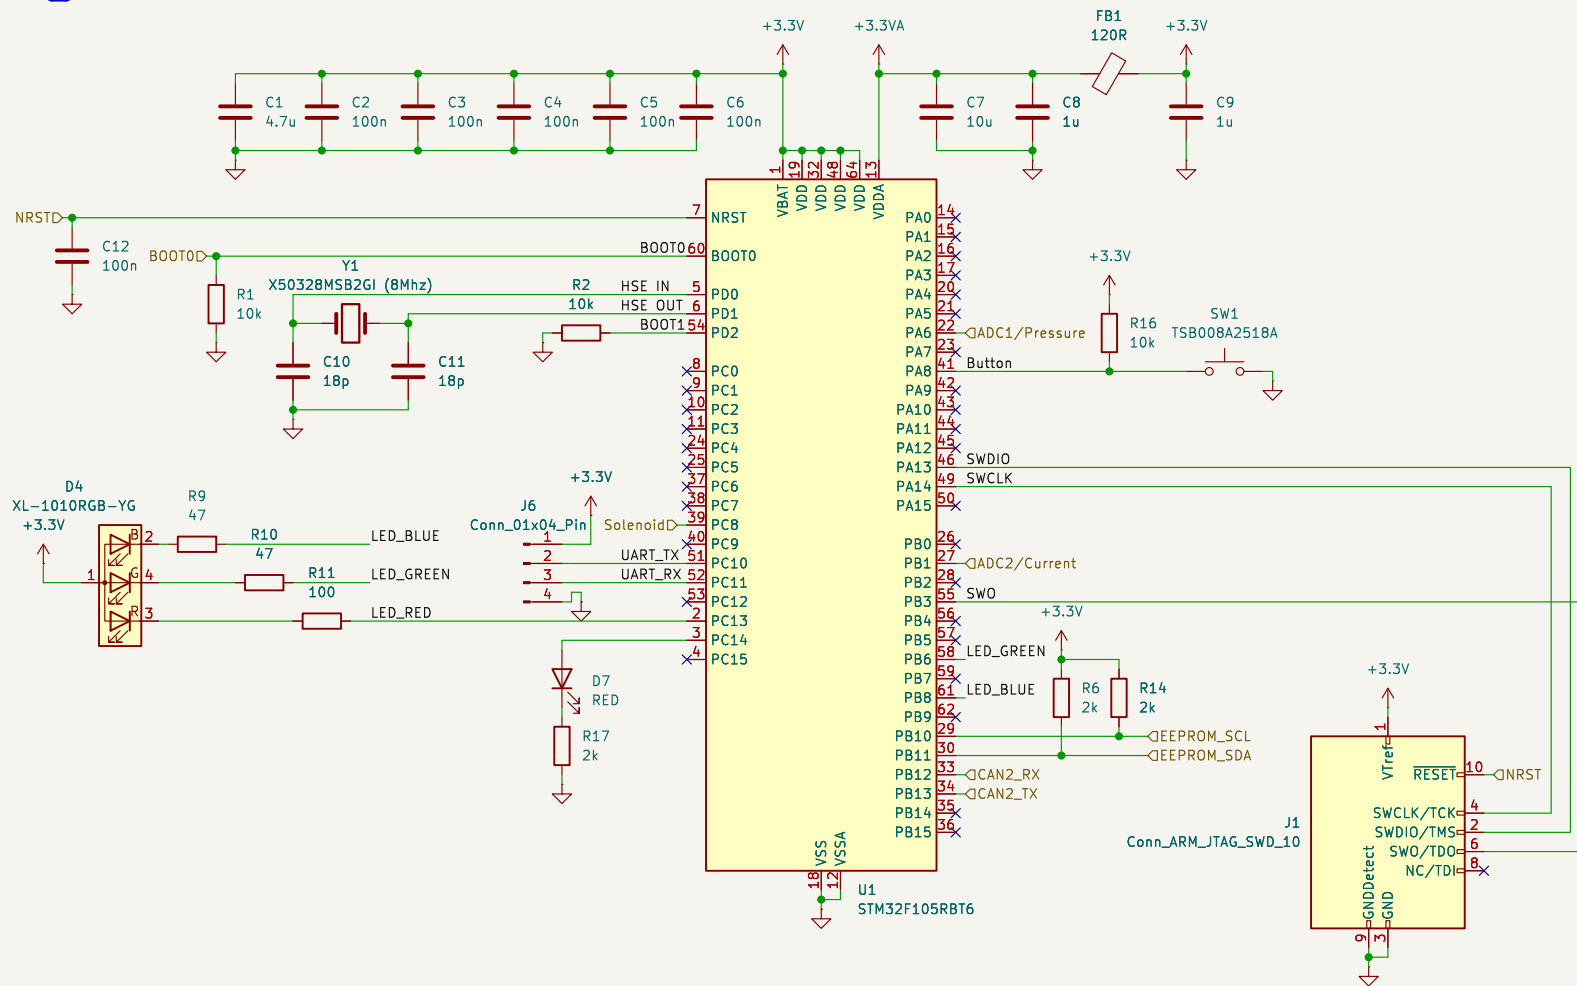 +3.3V
+3.3VA
FB1
120R
+3.3V
C1
4.7u
C2
100n
C3
100n
C4
100n
C5
100n
C6
100n
C7
10u
C8
1u
C9
1u
1
19
32
48
64
13
VBAT
VDD
VDD
VDD
VDD
VDDA
NRST
7
NRST
C12
100n
BOOT0
BOOT0
60
BOOT0
R1
10k
Y1
X50328MSB2GI (8Mhz)
HSE IN
5
PD0
HSE OUT
6
PD1
R2
10k
BOOT1
54
PD2
C10
18p
C11
18p
8
PC0
9
PC1
10
PC2
11
PC3
24
PC4
25
PC5
37
PC6
38
PC7
Solenoid
39
PC8
40
PC9
UART_TX
51
PC10
UART_RX
52
PC11
53
PC12
2
PC13
3
PC14
4
PC15
D4
XL-1010RGB-YG
+3.3V
1
B
2
G
4
R
3
R9
47
LED_BLUE
R10
47
LED_GREEN
R11
100
LED_RED
J6
Conn_01x04_Pin
+3.3V
1
2
3
4
D7
RED
R17
2k
PA0
14
PA1
15
PA2
16
PA3
17
PA4
20
PA5
21
PA6
22
ADC1/Pressure
PA7
23
PA8
41
Button
PA9
42
PA10
43
PA11
44
PA12
45
PA13
46
SWDIO
PA14
49
SWCLK
PA15
50
PB0
26
PB1
27
ADC2/Current
PB2
28
PB3
55
SWO
PB4
56
PB5
57
PB6
58
LED_GREEN
PB7
59
PB8
61
LED_BLUE
PB9
62
PB10
29
EEPROM_SCL
PB11
30
EEPROM_SDA
PB12
33
CAN2_RX
PB13
34
CAN2_TX
PB14
35
PB15
36
+3.3V
R16
10k
SW1
TSB008A2518A
+3.3V
R6
2k
R14
2k
VSS
VSSA
18
12
U1
STM32F105RBT6
+3.3V
1
VTref
RESET
10
NRST
SWCLK/TCK
4
SWDIO/TMS
2
SWO/TDO
6
NC/TDI
8
J1
Conn_ARM_JTAG_SWD_10
GNDDetect
GND
9
3